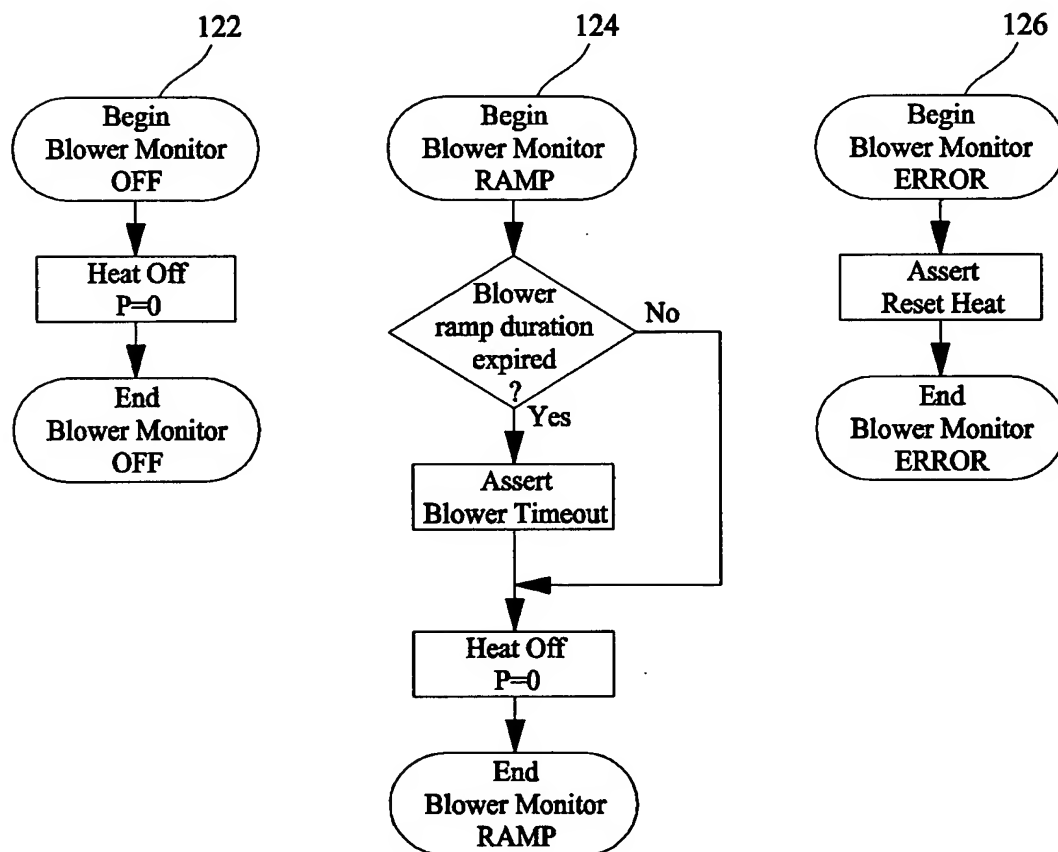 122
Begin
Blower Monitor
OFF
Heat Off
P=0
End
Blower Monitor
OFF
124
Begin
Blower Monitor
RAMP
Blower
ramp duration
expired
?
No
Yes
Assert
Blower Timeout
Heat Off
P=0
End
Blower Monitor
RAMP
126
Begin
Blower Monitor
ERROR
Assert
Reset Heat
End
Blower Monitor
ERROR